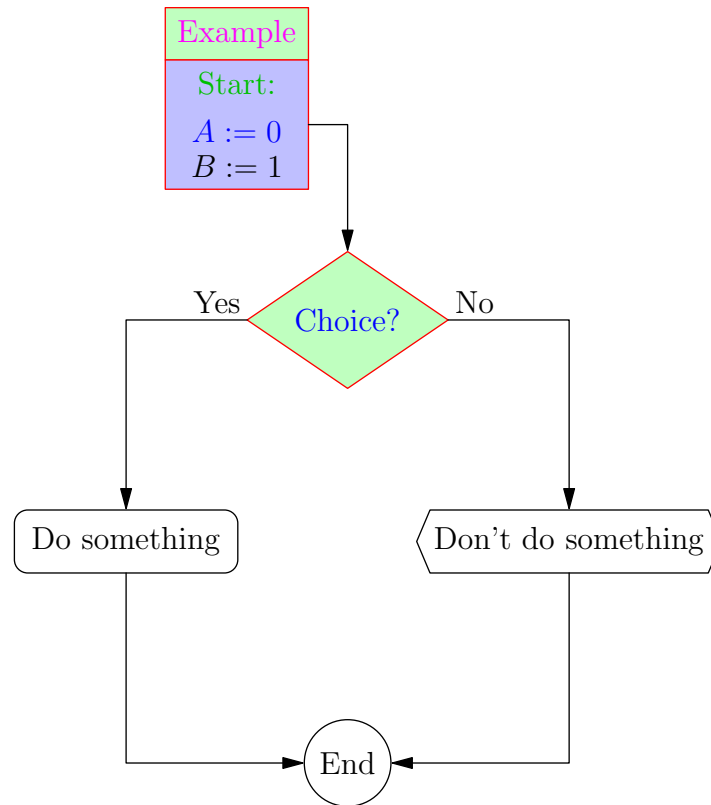 Example
Start:
A := 0
B := 1
Yes
Choice?
No
Do something
Don't do something
End